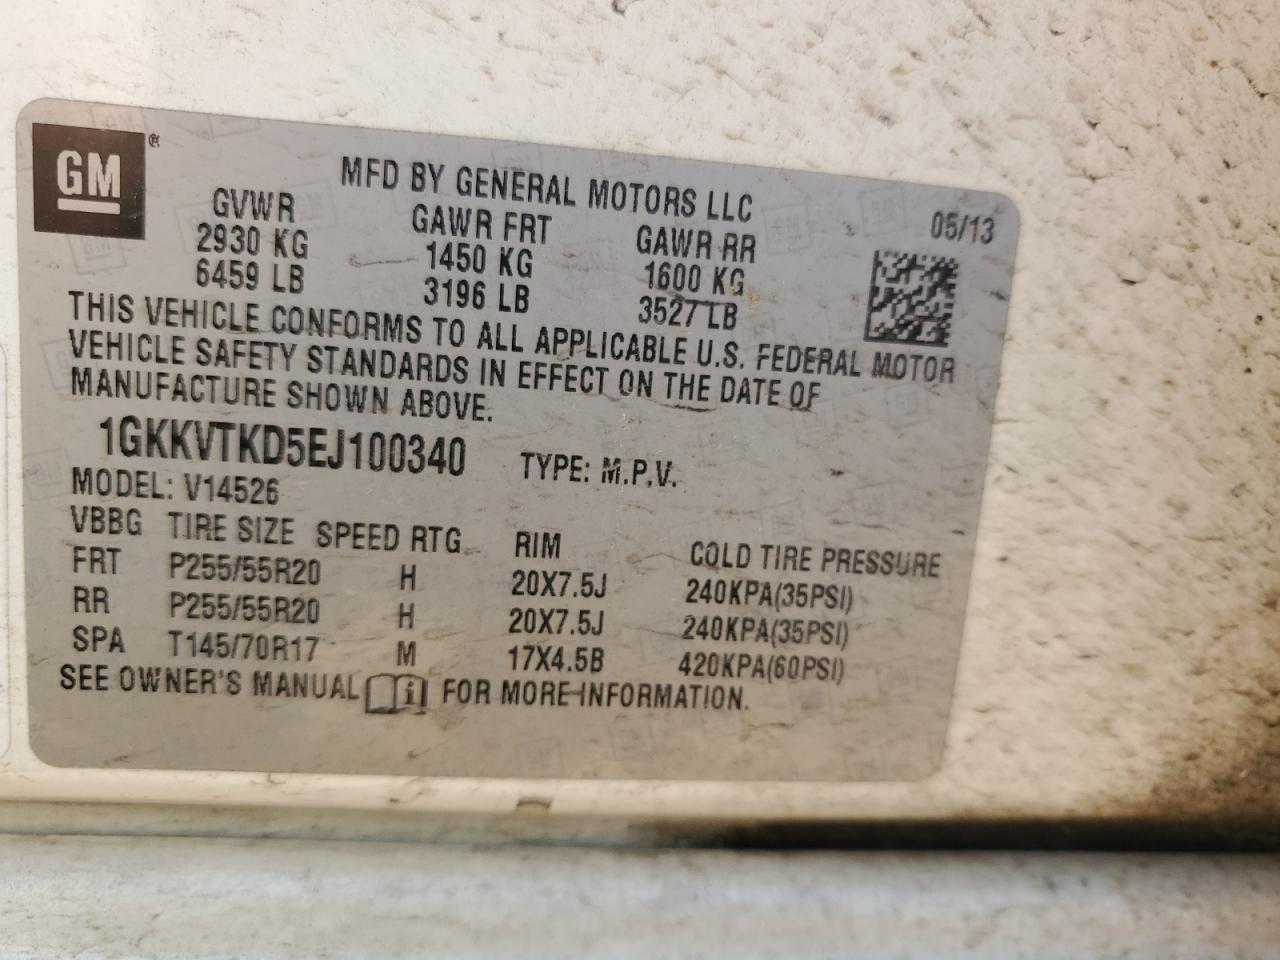 GM®
MFD BY GENERAL MOTORS LLC
05/13
GVWR GAWR FRT GAWR RR
2930 KG 1450 KG 1600 KG
6459 LB 3196 LB 3527 LB
THIS VEHICLE CONFORMS TO ALL APPLICABLE U.S. FEDERAL MOTOR
VEHICLE SAFETY STANDARDS IN EFFECT ON THE DATE OF
MANUFACTURE SHOWN ABOVE.
1GKKVTKD5EJ100340 TYPE: M.P.V.
MODEL: V14526
VBBG TIRE SIZE SPEED RTG RIM COLD TIRE PRESSURE
FRT P255/55R20 H 20X7.5J 240KPA(35PSI)
RR P255/55R20 H 20X7.5J 240KPA(35PSI)
SPA T145/70R17 M 17X4.5B 420KPA(60PSI)
SEE OWNER'S MANUAL i FOR MORE INFORMATION.